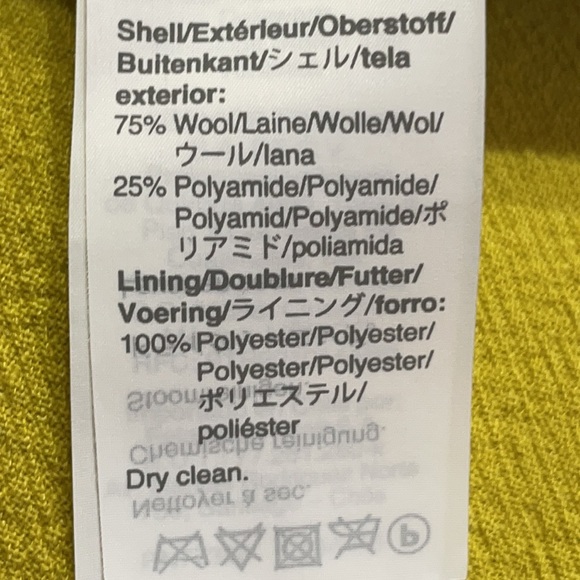 Shell/Extérieur/Oberstoff/
Buitenkant/シェル/tela
exterior:
75% Wool/Laine/Wolle/Wol/
ウール/lana
25% Polyamide/Polyamide/
Polyamid/Polyamide/ポ
リアミド/poliamida
Lining/Doublure/Futter/
Voering/ライニング/forro:
100% Polyester/Polyester/
Polyester/Polyester/
ポリエステル/
poliéster
Dry clean.